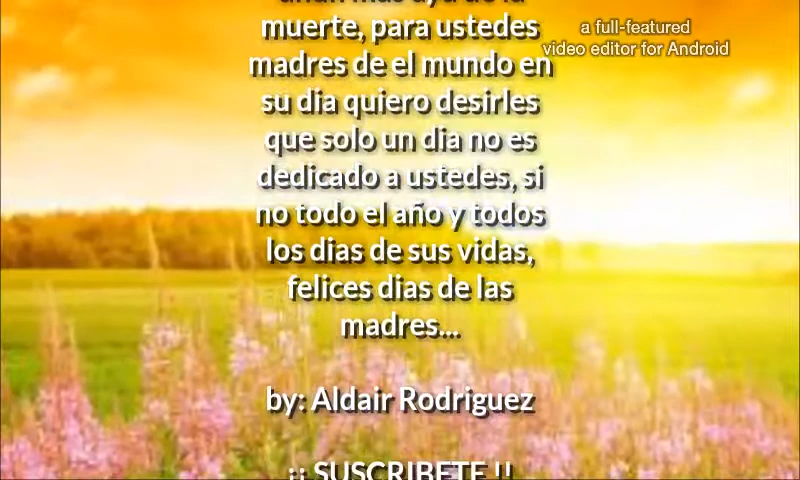 muerte, para ustedes
madres de el mundo en
su dia quiero desirles
que solo un dia no es
dedicado a ustedes, si
no todo el año y todos
los dias de sus vidas,
felices dias de las
madres...
by: Aldair Rodriguez
¡¡ SUSCRIBETE !!
a full-featured
video editor for Android